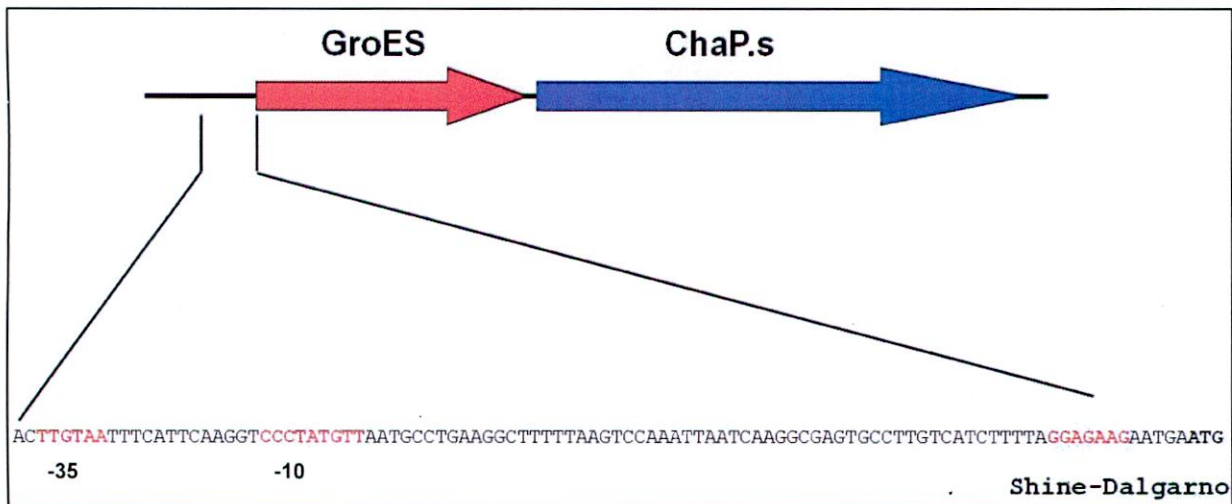 GroES ChaP.s
ACTTGTAATTTCATTCAAGGTCCCTATGTTAATGCCTGAAGGCTTTTTAAGTCCAAATTAATCAAGGCGAGTGCCTTGTCATCTTTTAGGAGAAGAATGAATG
-35 -10
Shine-Dalgarno